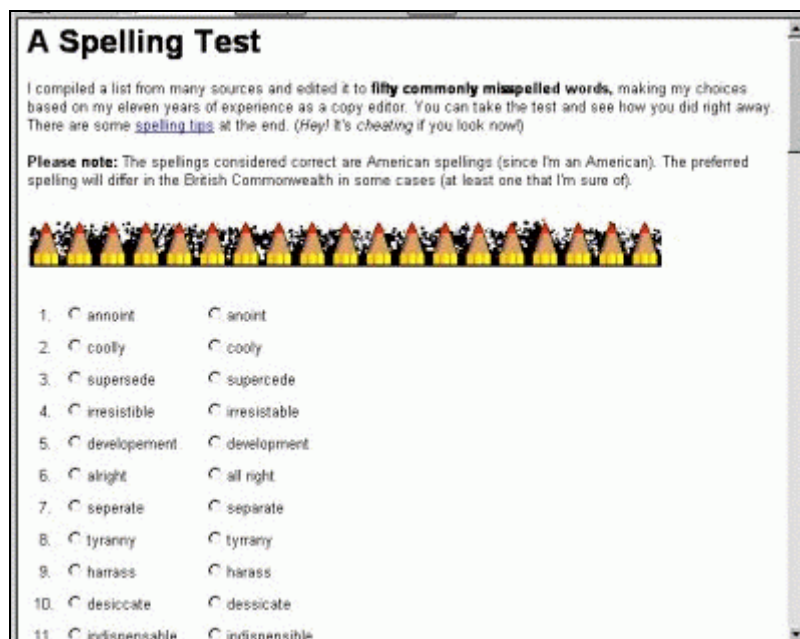 A Spelling Test
I compiled a list from many sources and edited it to fifty commonly misspelled words, making my choices
based on my eleven years of experience as a copy editor. You can take the test and see how you did right away.
There are some spelling tips at the end. (Hey! It's cheating if you look now!)
Please note: The spellings considered correct are American spellings (since I'm an American). The preferred
spelling will differ in the British Commonwealth in some cases (at least one that I'm sure of).
1. annoint anoint
2. coolly cooly
3. supersede supercede
4. irresistible irresistable
5. developement development
6. alright all right
7. seperate separate
8. tyranny tyrrany
9. harrass harass
10. desiccate dessicate
11. indispensable indispensible